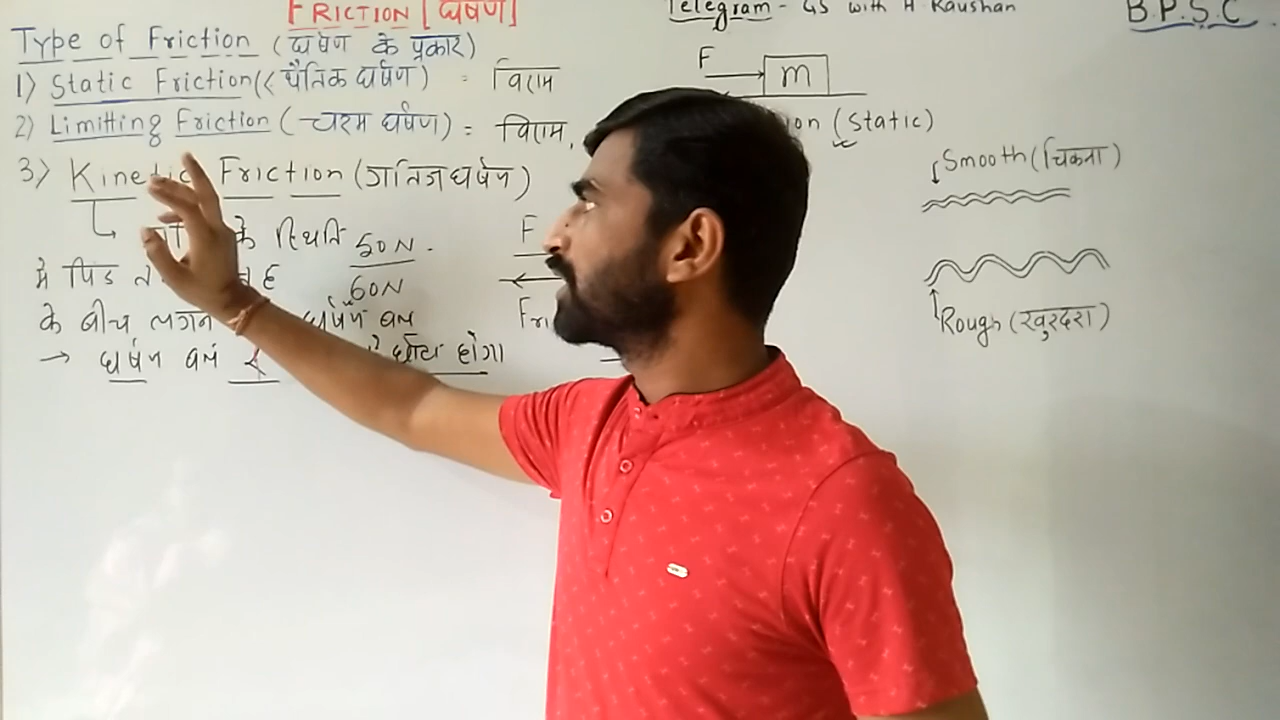 FRICTION [घर्षण]
Telegram - GS with H Raushan
B.P.S.C
Type of Friction (घर्षण के प्रकार)
1) Static Friction (स्थैतिक घर्षण) = विराम
2) Limitting Friction (चरम घर्षण) = विराम,
3) Kinetic Friction (गतिज घर्षण)
के स्थिति
50N
में पिंड
60N
के बीच लगने घर्षण बल
→ घर्षण बल होगा
F
m
(Static)
F
Smooth (चिकना)
Rough (खुरदरा)